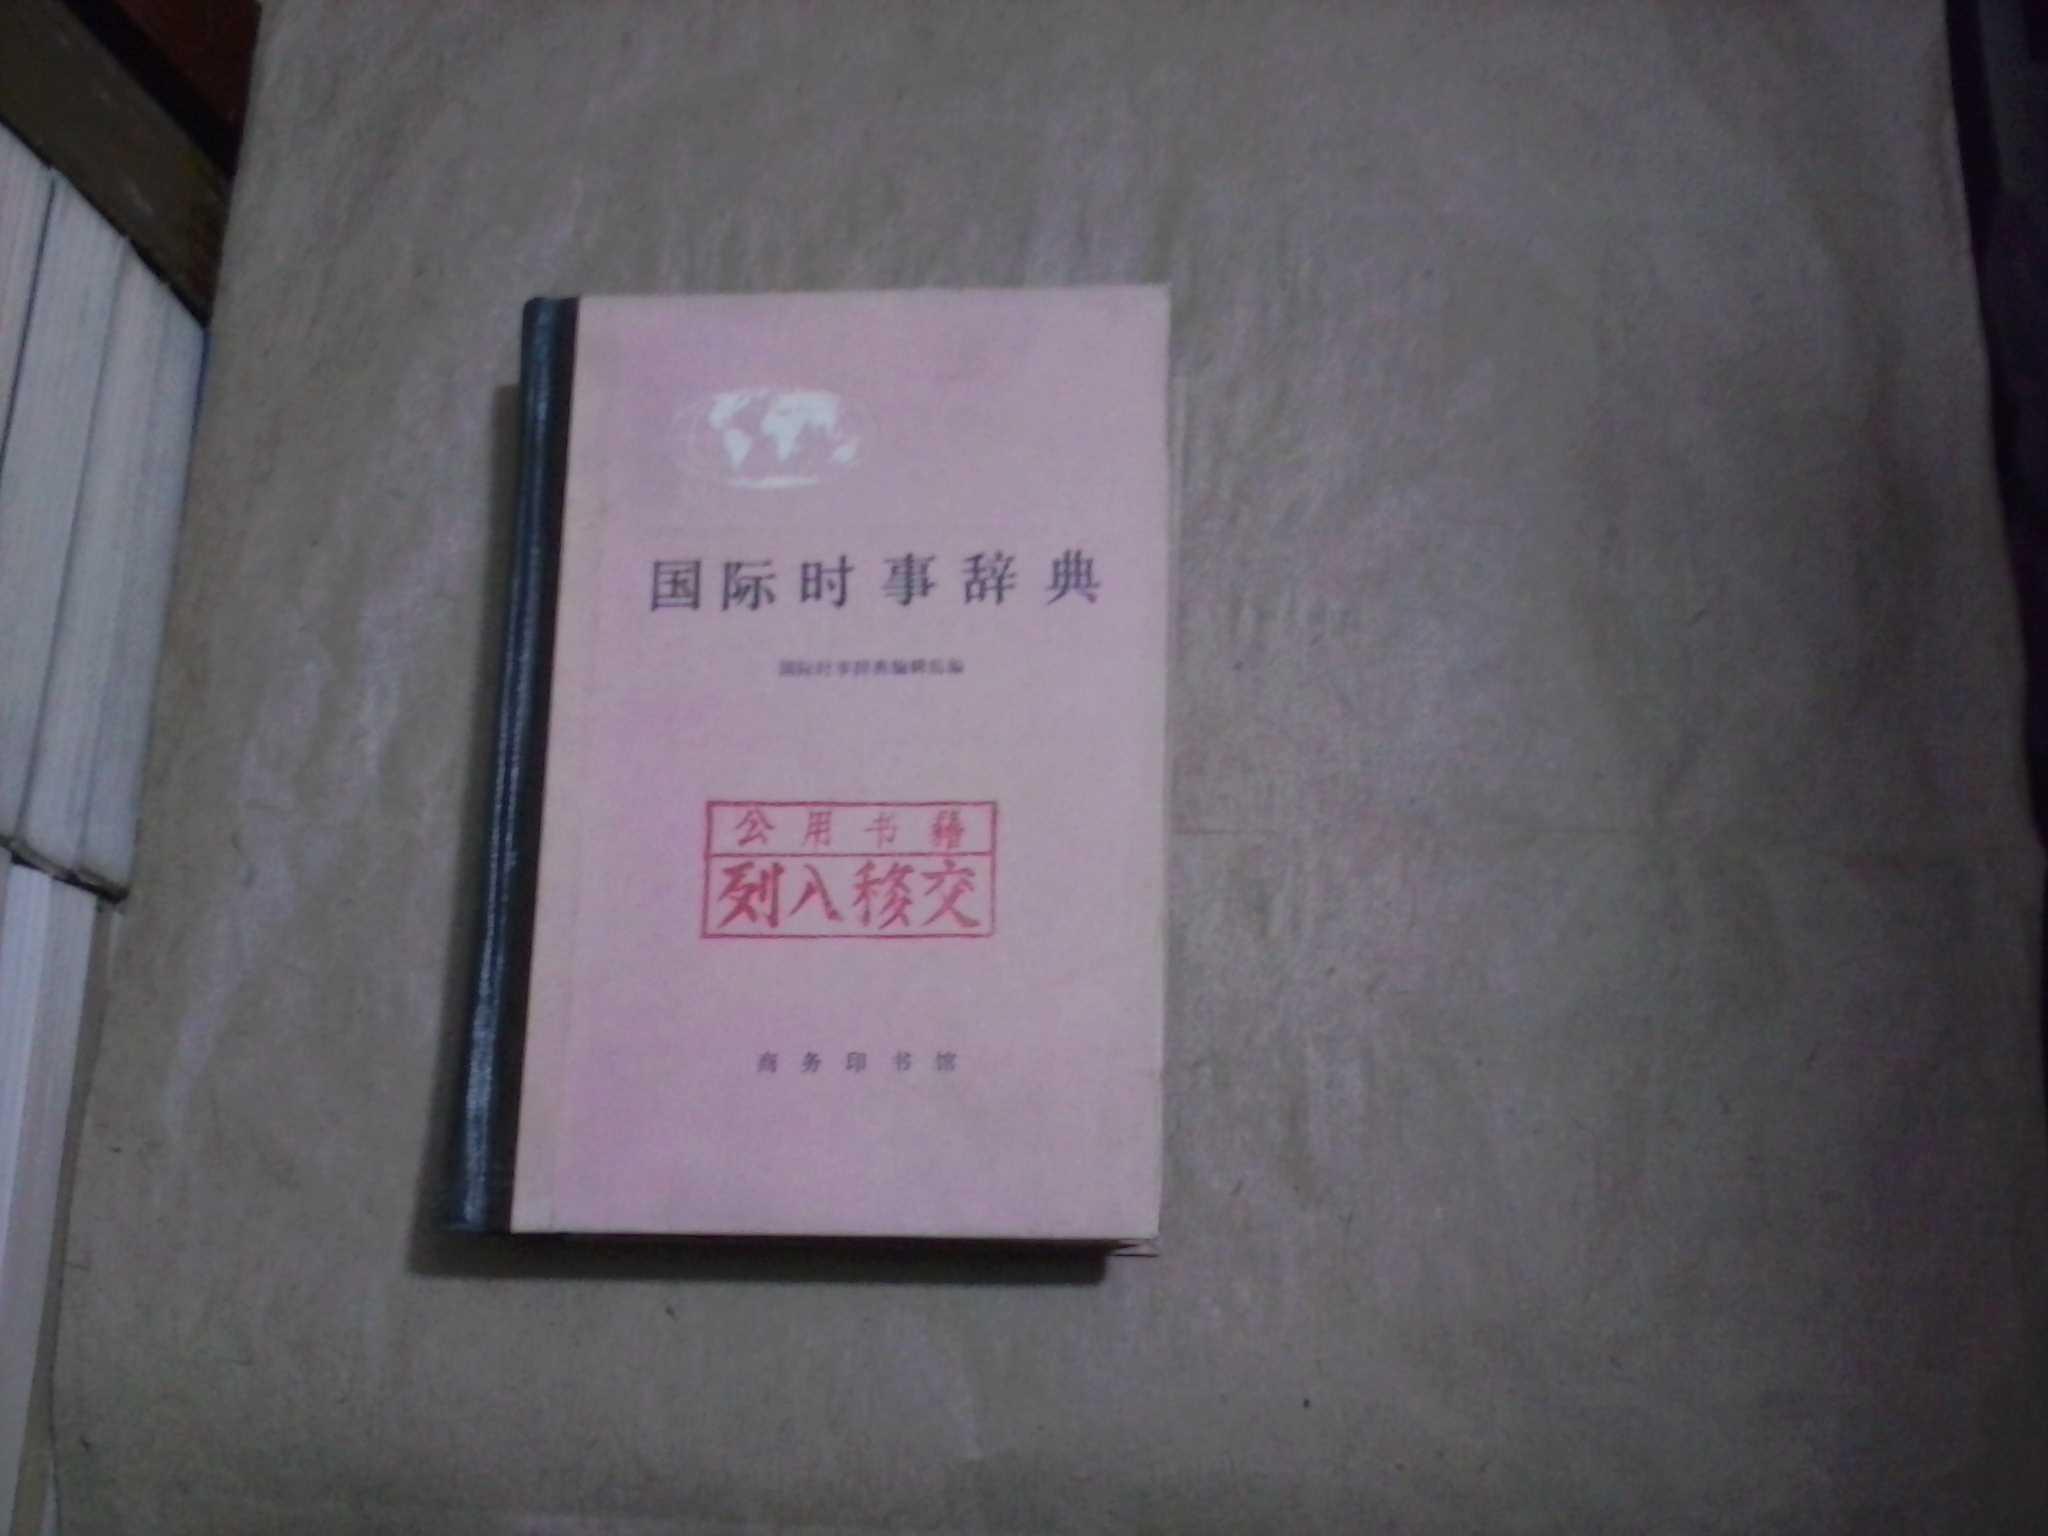 国际时事辞典
国际时事辞典编辑组编
公用书籍
列入移交
商务印书馆